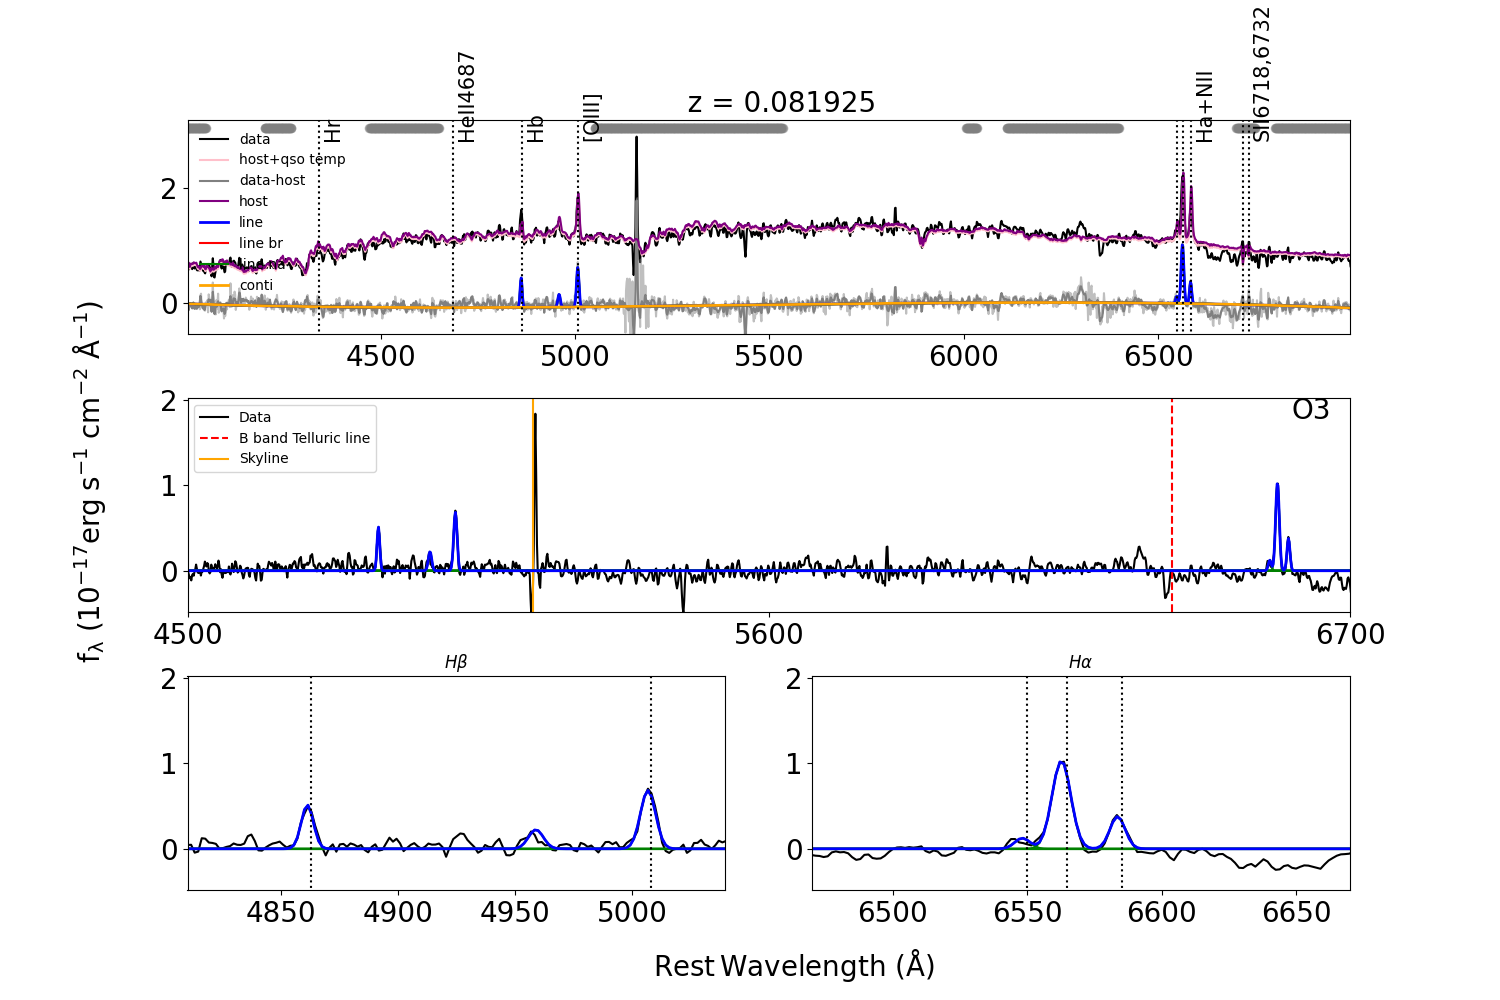 z = 0.081925
Hr
HeII4687
Hb
[OIII]
Ha+NII
SII6718,6732
data
host+qso temp
data-host
host
line
line br
conti
2
0
4500
5000
5500
6000
6500
fλ (10⁻¹⁷erg s⁻¹ cm⁻² Å⁻¹)
O3
Data
B band Telluric line
Skyline
2
1
0
4500
5600
6700
Hβ
2
1
0
4850
4900
4950
5000
Hα
2
1
0
6500
6550
6600
6650
Rest Wavelength (Å)